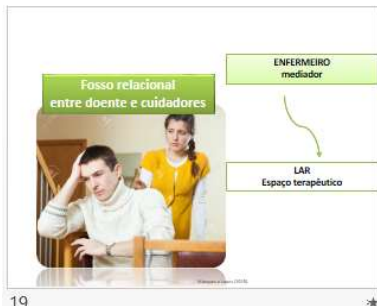 Fosso relacional
entre doente e cuidadores
ENFERMEIRO
mediador
LAR
Espaço terapêutico
19